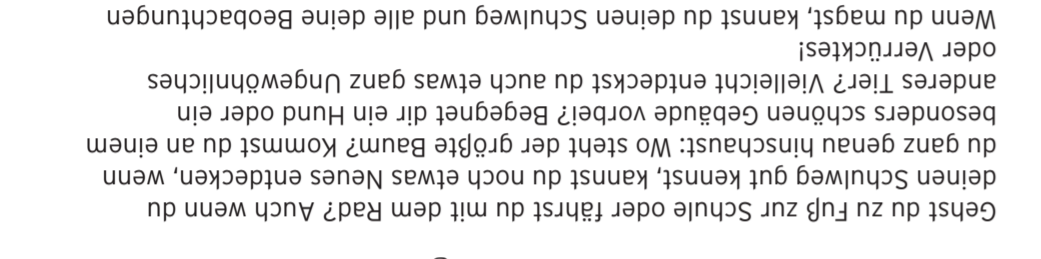 Gehst du zu Fuß zur Schule oder fährst du mit dem Rad? Auch wenn du
deinen Schulweg gut kennst, kannst du noch etwas Neues entdecken, wenn
du ganz genau hinschaust: Wo steht der größte Baum? Kommst du an einem
besonders schönen Gebäude vorbei? Begegnet dir ein Hund oder ein
anderes Tier? Vielleicht entdeckst du auch etwas ganz Ungewöhnliches
oder Verrücktes!
Wenn du magst, kannst du deinen Schulweg und alle deine Beobachtungen